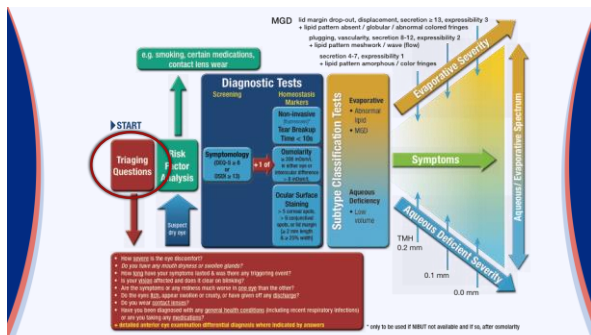 MGD lid margin drop-out, displacement, secretion ≥ 13, expressibility 3
+ lipid pattern absent / globular / abnormal colored fringes
plugging, vascularity, secretion 8-12, expressibility 2
+ lipid pattern meshwork / wave (flow)
secretion 4-7, expressibility 1
+ lipid pattern amorphous / color fringes
e.g. smoking, certain medications,
contact lens wear
START
Triaging
Questions
Risk
Factor
Analysis
Suspect
dry eye
Diagnostic Tests
Screening
Homeostasis
Markers
Symptomology
DEQ-5 ≥ 6
or
OSDI ≥ 13
+1 of
Non-invasive
Tear Breakup
Time < 10s
Osmolarity
≥ 308 mOsm/L
in either eye or
interocular difference
> 8 mOsm/L
Ocular Surface
Staining
> 5 corneal spots,
> 9 conjunctival
spots, or lid margin
[≥ 2 mm length
& ≥ 25% width]
Subtype Classification Tests
Evaporative
• Abnormal
lipid
• MGD
Aqueous
Deficiency
• Low
volume
Evaporative Severity
Symptoms
Aqueous Deficient Severity
TMH
0.2 mm
0.1 mm
0.0 mm
Aqueous/Evaporative Spectrum
• How severe is the eye discomfort?
• Do you have any mouth dryness or swollen glands?
• How long have your symptoms lasted & was there any triggering event?
• Is your vision affected and does it clear on blinking?
• Are the symptoms or any redness much worse in one eye than the other?
• Do the eyes itch, appear swollen or crusty, or have given off any discharge?
• Do you wear contact lenses?
• Have you been diagnosed with any general health conditions (including recent respiratory infections)
or are you taking any medications?
+ detailed anterior eye examination differential diagnosis where indicated by answers
* only to be used if NIBUT not available and if so, after osmolarity